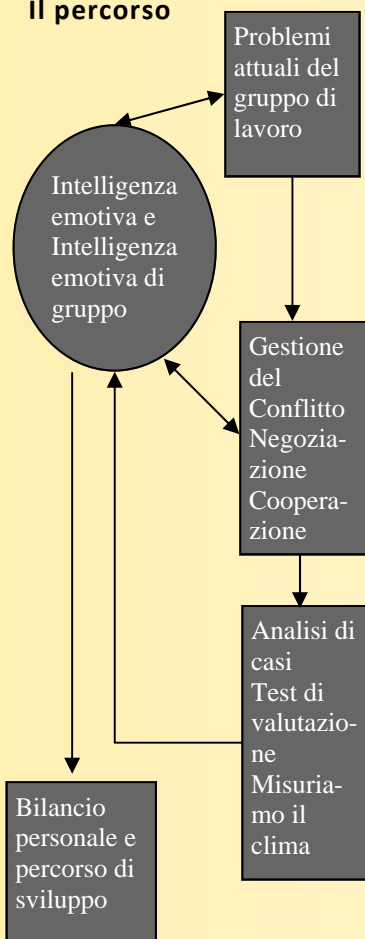 Il percorso
Problemi
attuali del
gruppo di
lavoro
Intelligenza
emotiva e
Intelligenza
emotiva di
gruppo
Gestione
del
Conflitto
Negozia-
zione
Coopera-
zione
Analisi di
casi
Test di
valutazio-
ne
Misuria-
mo il
clima
Bilancio
personale e
percorso di
sviluppo